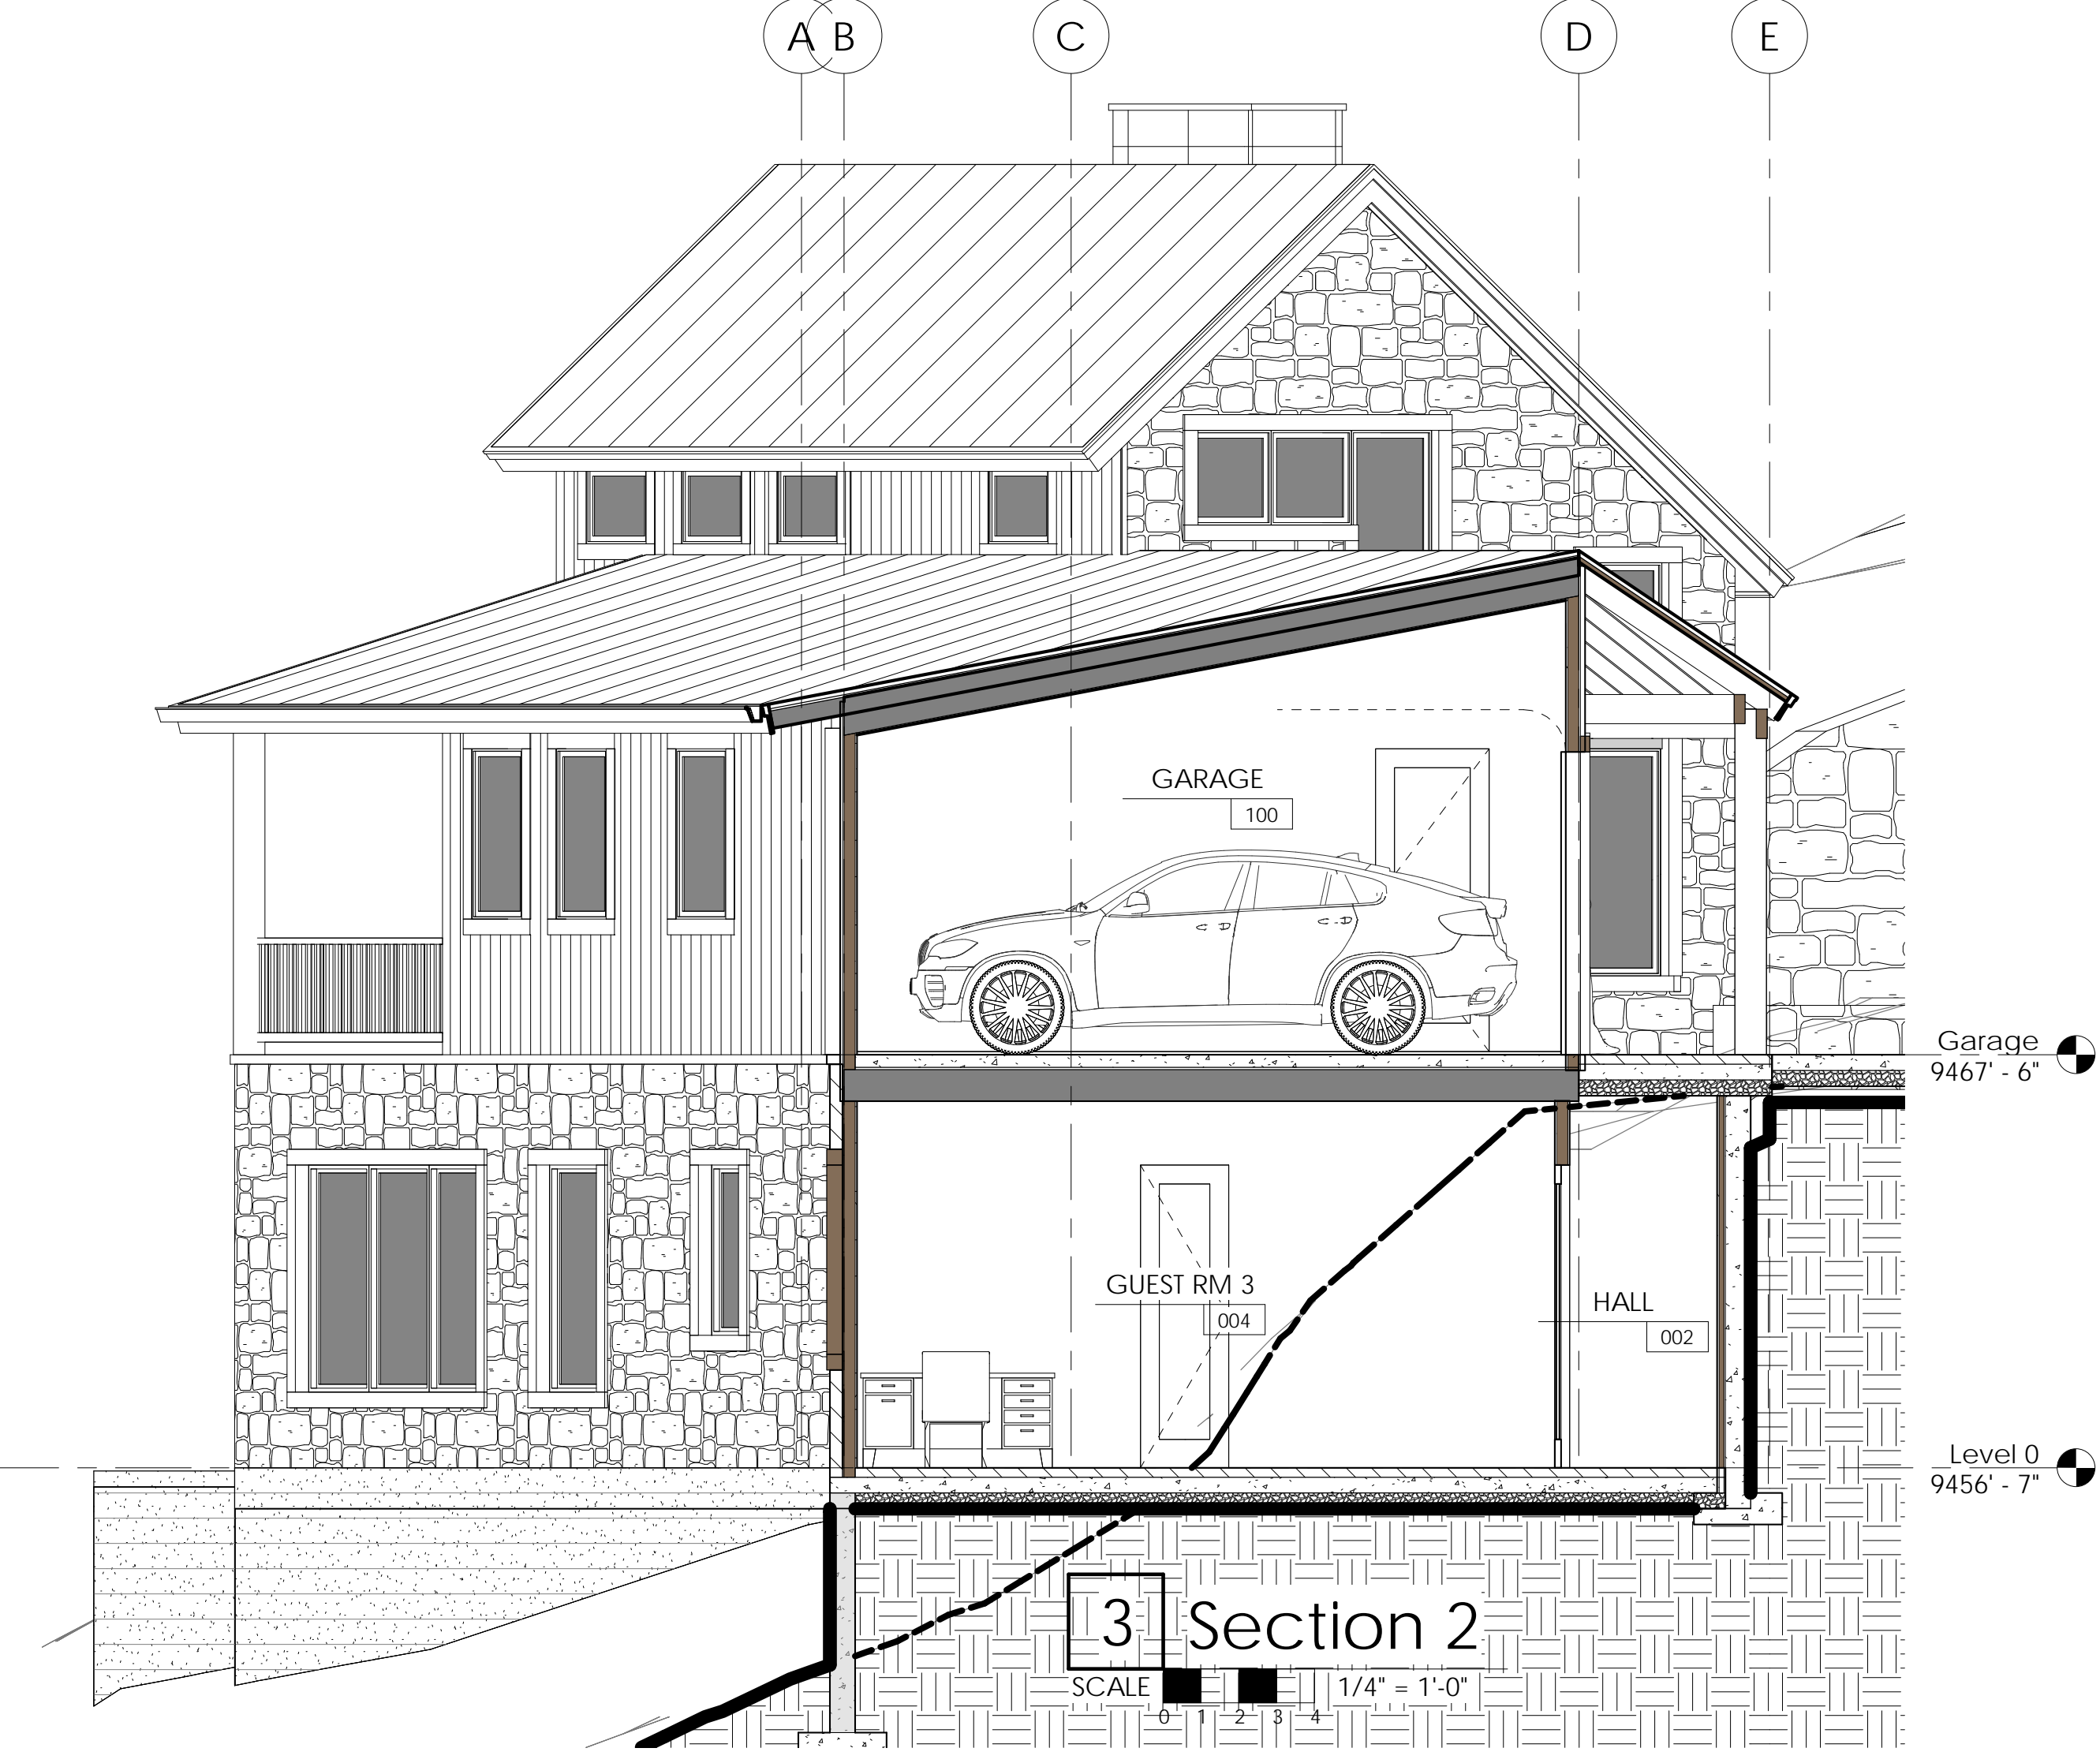 A B C D E
GARAGE
100
Garage
9467' - 6"
GUEST RM 3
004
HALL
002
Level 0
9456' - 7"
3 Section 2
SCALE 1/4" = 1'-0"
0 1 2 3 4